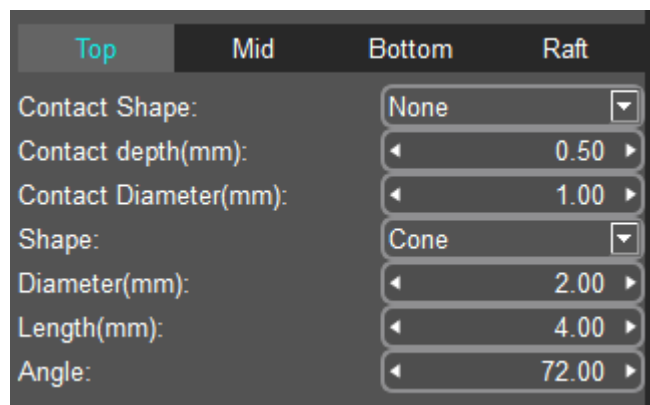 Top Mid Bottom Raft
Contact Shape: None
Contact depth(mm): 0.50
Contact Diameter(mm): 1.00
Shape: Cone
Diameter(mm): 2.00
Length(mm): 4.00
Angle: 72.00